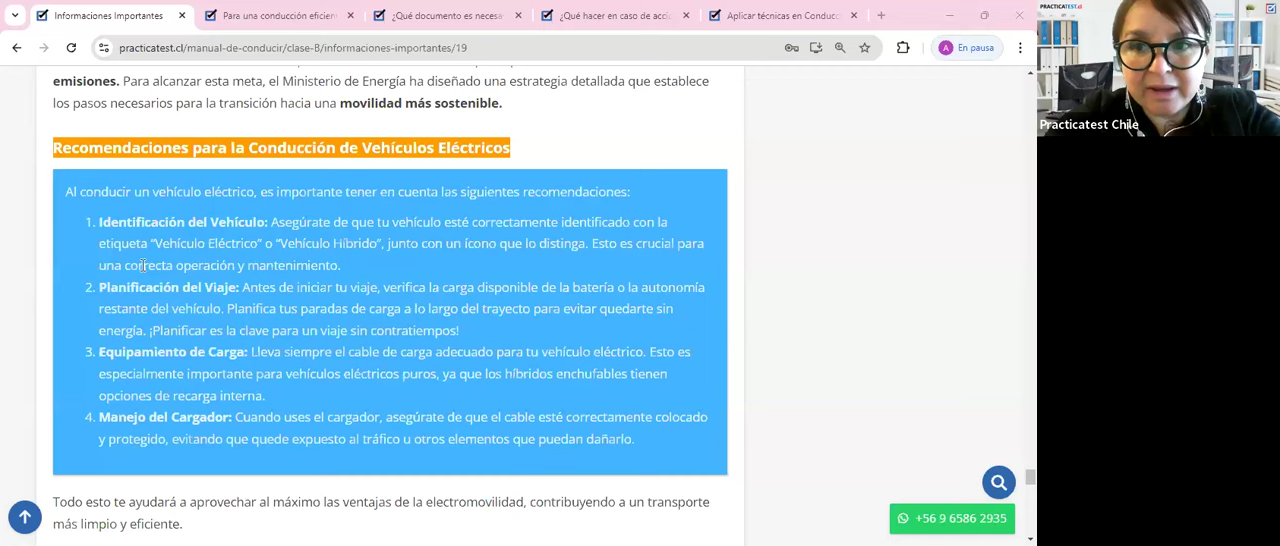 Informaciones Importantes
Para una conducción eficien
¿Qué documento es necesa
¿Qué hacer en caso de acci
Aplicar técnicas en Conducc
practicatest.cl/manual-de-conducir/clase-B/informaciones-importantes/19
A En pausa
PRACTICATEST.CL
Practicatest Chile
emisiones. Para alcanzar esta meta, el Ministerio de Energía ha diseñado una estrategia detallada que establece
los pasos necesarios para la transición hacia una movilidad más sostenible.
Recomendaciones para la Conducción de Vehículos Eléctricos
Al conducir un vehículo eléctrico, es importante tener en cuenta las siguientes recomendaciones:
1. Identificación del Vehículo: Asegúrate de que tu vehículo esté correctamente identificado con la
etiqueta “Vehículo Eléctrico” o “Vehículo Híbrido”, junto con un ícono que lo distinga. Esto es crucial para
una correcta operación y mantenimiento.
2. Planificación del Viaje: Antes de iniciar tu viaje, verifica la carga disponible de la batería o la autonomía
restante del vehículo. Planifica tus paradas de carga a lo largo del trayecto para evitar quedarte sin
energía. ¡Planificar es la clave para un viaje sin contratiempos!
3. Equipamiento de Carga: Lleva siempre el cable de carga adecuado para tu vehículo eléctrico. Esto es
especialmente importante para vehículos eléctricos puros, ya que los híbridos enchufables tienen
opciones de recarga interna.
4. Manejo del Cargador: Cuando uses el cargador, asegúrate de que el cable esté correctamente colocado
y protegido, evitando que quede expuesto al tráfico u otros elementos que puedan dañarlo.
Todo esto te ayudará a aprovechar al máximo las ventajas de la electromovilidad, contribuyendo a un transporte
más limpio y eficiente.
+56 9 6586 2935